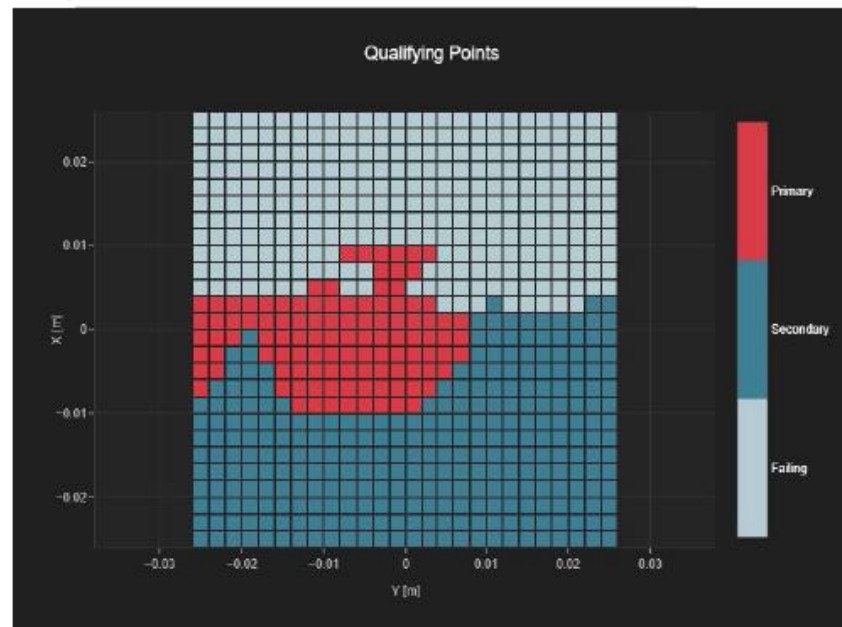 Qualifying Points
0.02
0.01
0
−0.01
−0.02
X [m]
−0.03
−0.02
−0.01
0
0.01
0.02
0.03
Y [m]
Primary
Secondary
Failing